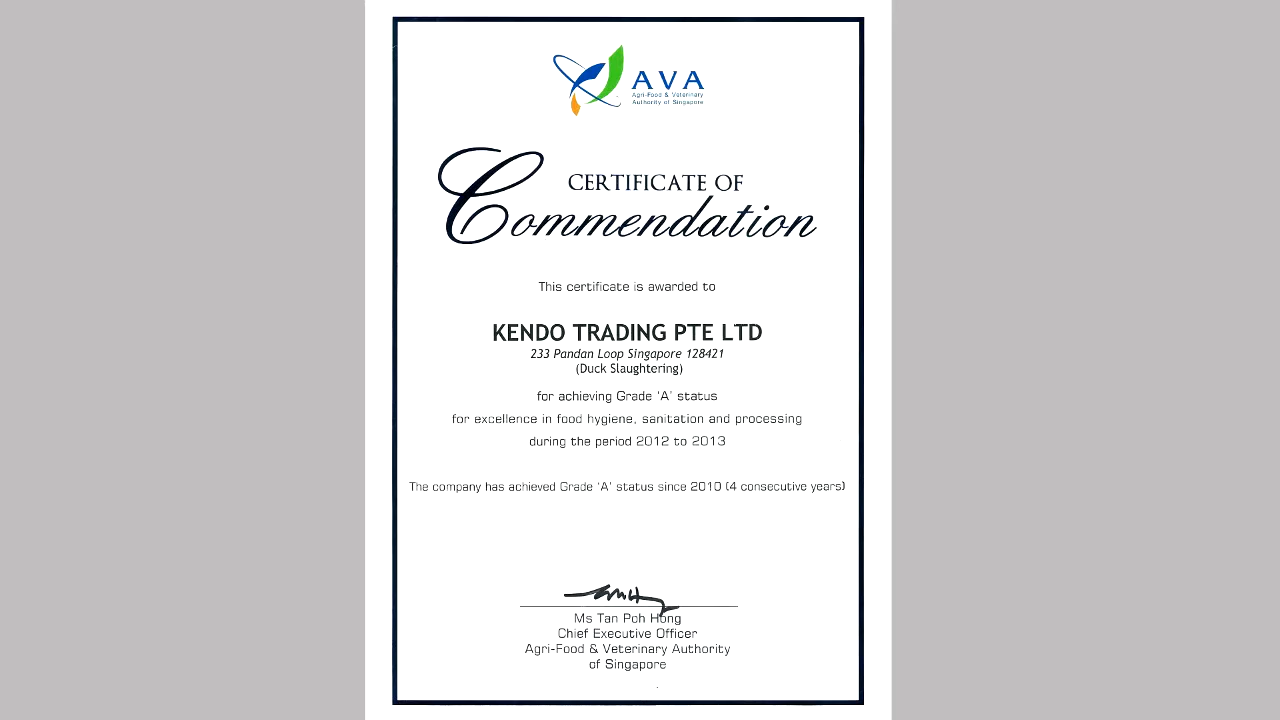 AVA
Agri-Food & Veterinary
Authority of Singapore
CERTIFICATE OF
Commendation
This certificate is awarded to
KENDO TRADING PTE LTD
233 Pandan Loop Singapore 128421
(Duck Slaughtering)
for achieving Grade 'A' status
for excellence in food hygiene, sanitation and processing
during the period 2012 to 2013
The company has achieved Grade 'A' status since 2010 (4 consecutive years)
Ms Tan Poh Hong
Chief Executive Officer
Agri-Food & Veterinary Authority
of Singapore